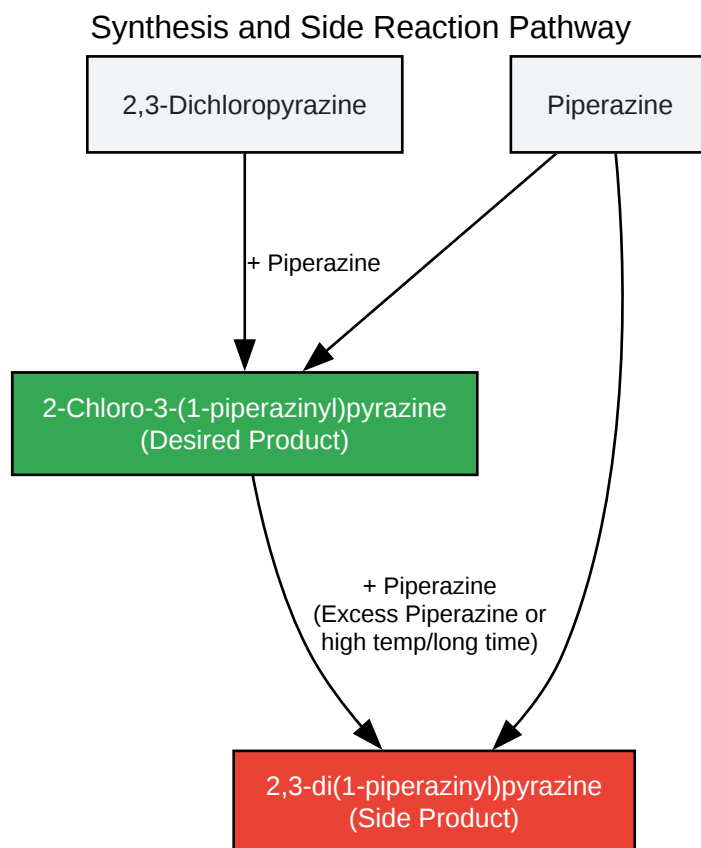 Synthesis and Side Reaction Pathway
2,3-Dichloropyrazine
Piperazine
+ Piperazine
2-Chloro-3-(1-piperazinyl)pyrazine
(Desired Product)
+ Piperazine
(Excess Piperazine or
high temp/long time)
2,3-di(1-piperazinyl)pyrazine
(Side Product)